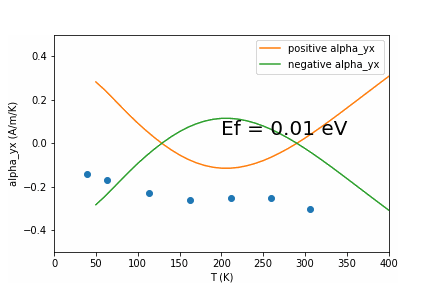 positive alpha_yx
negative alpha_yx
Ef = 0.01 eV
alpha_yx (A/m/K)
0.4
0.2
0.0
−0.2
−0.4
0 50 100 150 200 250 300 350 400
T (K)